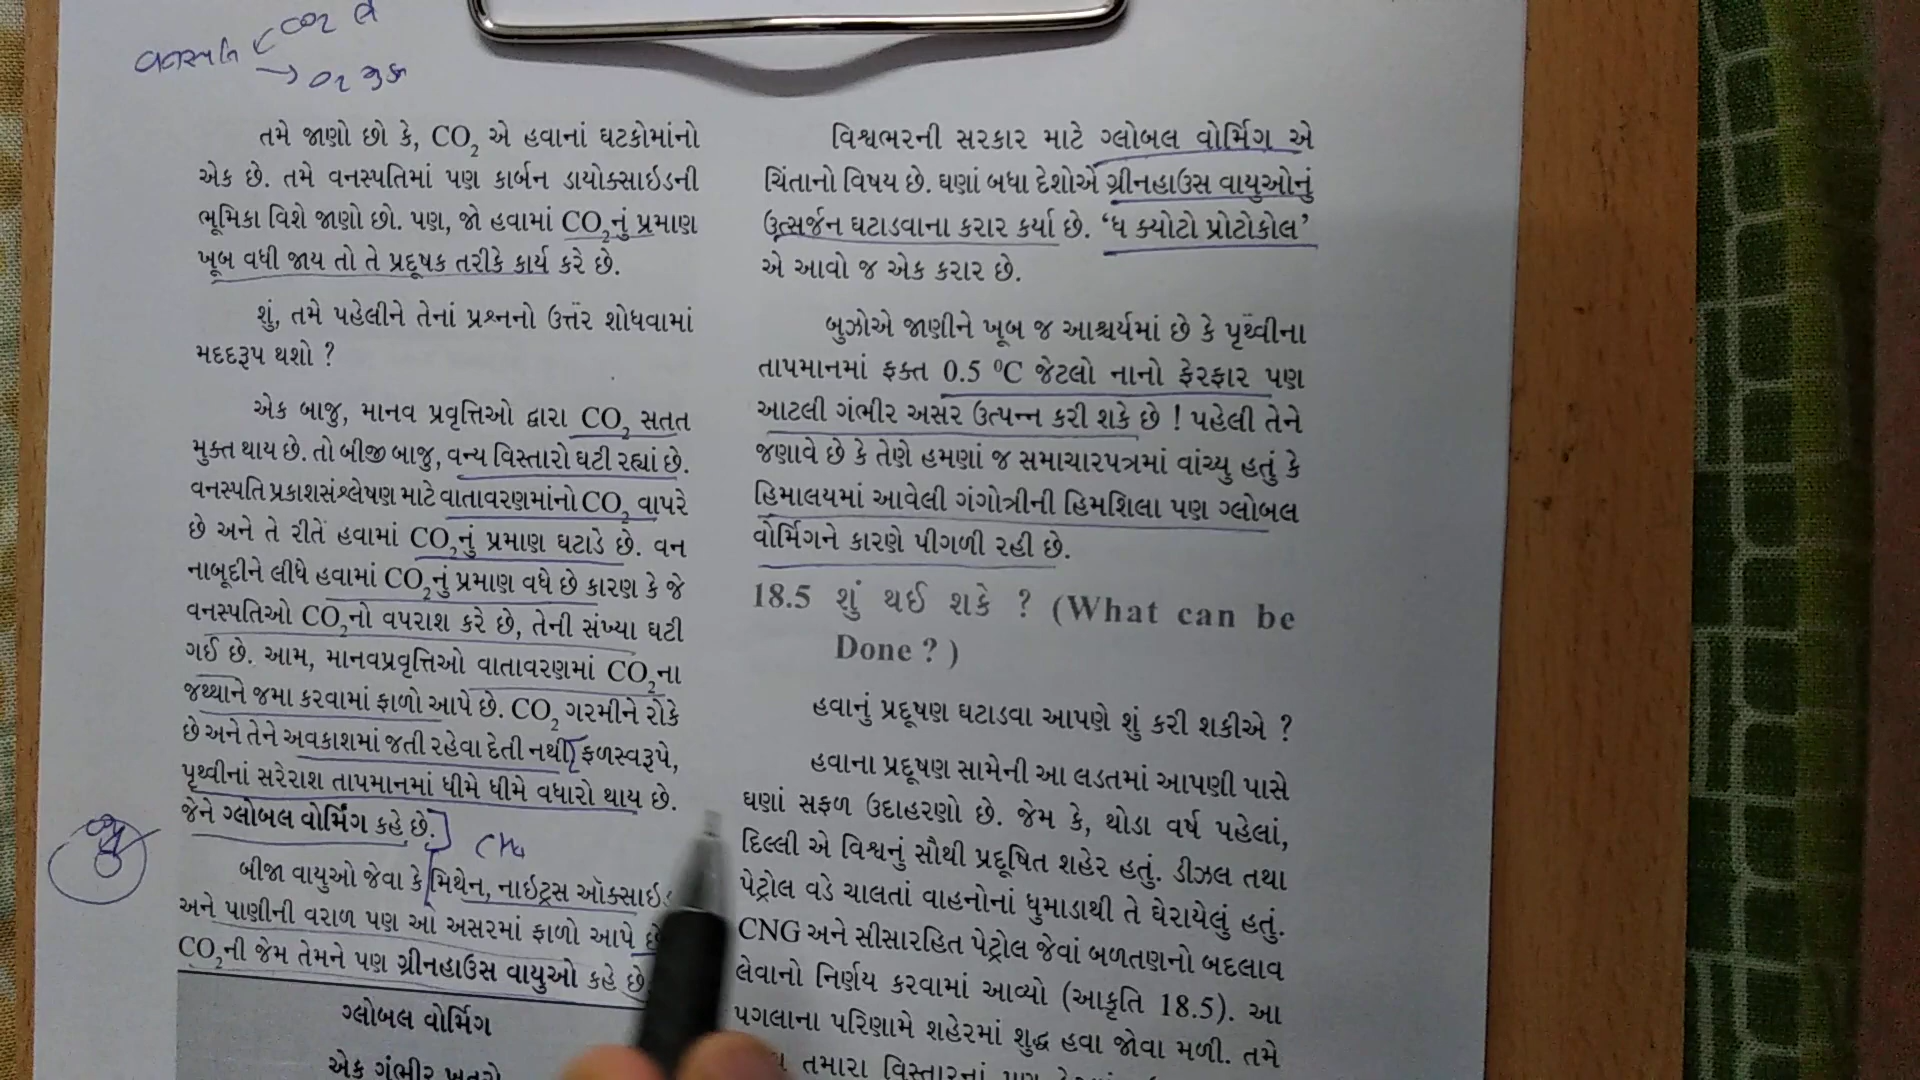 CO2 લે
વનસ્પતિ
→ O2 મુક્ત
તમે જાણો છો કે, CO2 એ હવાનાં ઘટકોમાંનો
એક છે. તમે વનસ્પતિમાં પણ કાર્બન ડાયોક્સાઇડની
ભૂમિકા વિશે જાણો છો. પણ, જો હવામાં CO2નું પ્રમાણ
ખૂબ વધી જાય તો તે પ્રદૂષક તરીકે કાર્ય કરે છે.
શું, તમે પહેલીને તેનાં પ્રશ્નનો ઉત્તર શોધવામાં
મદદરૂપ થશો ?
એક બાજુ, માનવ પ્રવૃત્તિઓ દ્વારા CO2 સતત
મુક્ત થાય છે. તો બીજી બાજુ, વન્ય વિસ્તારો ઘટી રહ્યાં છે.
વનસ્પતિ પ્રકાશસંશ્લેષણ માટે વાતાવરણમાંનો CO2 વાપરે
છે અને તે રીતે હવામાં CO2નું પ્રમાણ ઘટાડે છે. વન
નાબૂદીને લીધે હવામાં CO2નું પ્રમાણ વધે છે કારણ કે જે
વનસ્પતિઓ CO2નો વપરાશ કરે છે, તેની સંખ્યા ઘટી
ગઈ છે. આમ, માનવપ્રવૃત્તિઓ વાતાવરણમાં CO2ના
જથ્થાને જમા કરવામાં ફાળો આપે છે. CO2 ગરમીને રોકે
છે અને તેને અવકાશમાં જતી રહેવા દેતી નથી. ફળસ્વરૂપે,
પૃથ્વીનાં સરેરાશ તાપમાનમાં ધીમે ધીમે વધારો થાય છે.
જેને ગ્લોબલ વોર્મિંગ કહે છે.
CH4
બીજા વાયુઓ જેવા કે મિથેન, નાઇટ્રસ ઑક્સાઇડ
અને પાણીની વરાળ પણ આ અસરમાં ફાળો આપે છે
CO2ની જેમ તેમને પણ ગ્રીનહાઉસ વાયુઓ કહે છે
ગ્લોબલ વોર્મિંગ
એક ગંભીર ખતરો
વિશ્વભરની સરકાર માટે ગ્લોબલ વોર્મિંગ એ
ચિંતાનો વિષય છે. ઘણાં બધા દેશોએ ગ્રીનહાઉસ વાયુઓનું
ઉત્સર્જન ઘટાડવાના કરાર કર્યા છે. ‘ધ ક્યોટો પ્રોટોકોલ’
એ આવો જ એક કરાર છે.
બુઝોએ જાણીને ખૂબ જ આશ્ચર્યમાં છે કે પૃથ્વીના
તાપમાનમાં ફક્ત 0.5 °C જેટલો નાનો ફેરફાર પણ
આટલી ગંભીર અસર ઉત્પન્ન કરી શકે છે ! પહેલી તેને
જણાવે છે કે તેણે હમણાં જ સમાચારપત્રમાં વાંચ્યુ હતું કે
હિમાલયમાં આવેલી ગંગોત્રીની હિમશિલા પણ ગ્લોબલ
વોર્મિંગને કારણે પીગળી રહી છે.
18.5 શું થઈ શકે ? (What can be
Done ? )
હવાનું પ્રદૂષણ ઘટાડવા આપણે શું કરી શકીએ ?
હવાના પ્રદૂષણ સામેની આ લડતમાં આપણી પાસે
ઘણાં સફળ ઉદાહરણો છે. જેમ કે, થોડા વર્ષ પહેલાં,
દિલ્લી એ વિશ્વનું સૌથી પ્રદૂષિત શહેર હતું. ડીઝલ તથા
પેટ્રોલ વડે ચાલતાં વાહનોનાં ધુમાડાથી તે ઘેરાયેલું હતું.
CNG અને સીસારહિત પેટ્રોલ જેવાં બળતણનો બદલાવ
લેવાનો નિર્ણય કરવામાં આવ્યો (આકૃતિ 18.5). આ
પગલાના પરિણામે શહેરમાં શુદ્ધ હવા જોવા મળી. તમે
તમારા વિસ્તારનાં પણ